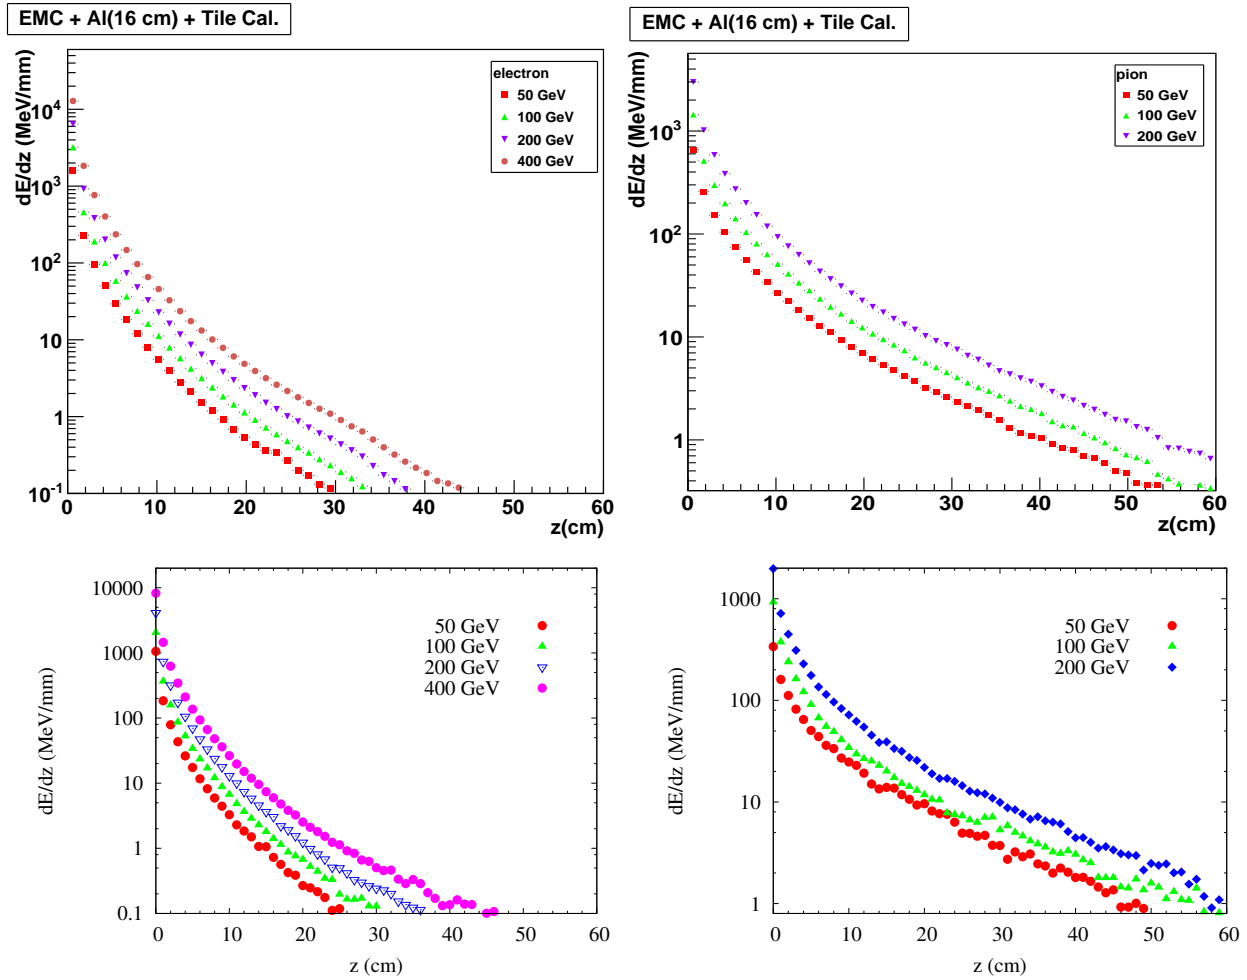 EMC + Al(16 cm) + Tile Cal.
dE/dz (MeV/mm)
electron
50 GeV
100 GeV
200 GeV
400 GeV
10^4
10^3
10^2
10
1
10^-1
0 10 20 30 40 50 60
z(cm)
EMC + Al(16 cm) + Tile Cal.
dE/dz (MeV/mm)
pion
50 GeV
100 GeV
200 GeV
10^3
10^2
10
1
0 10 20 30 40 50 60
z(cm)
dE/dz (MeV/mm)
50 GeV
100 GeV
200 GeV
400 GeV
10000
1000
100
10
1
0.1
0 10 20 30 40 50 60
z (cm)
dE/dz (MeV/mm)
50 GeV
100 GeV
200 GeV
1000
100
10
1
0 10 20 30 40 50 60
z (cm)